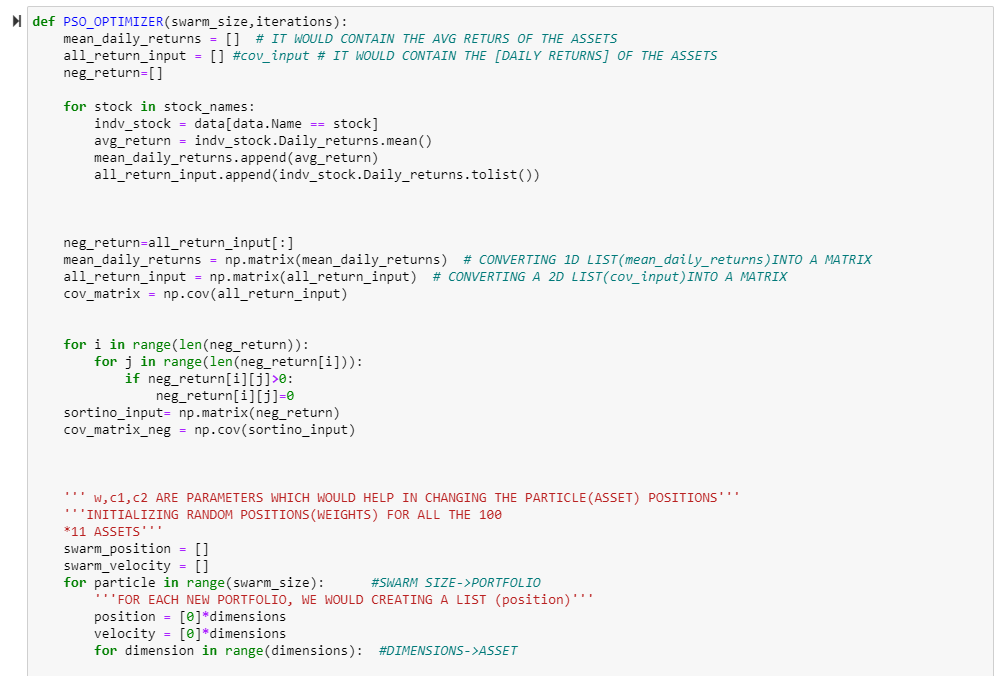 def PSO_OPTIMIZER(swarm_size,iterations):
    mean_daily_returns = []  # IT WOULD CONTAIN THE AVG RETURS OF THE ASSETS
    all_return_input = [] #cov_input # IT WOULD CONTAIN THE [DAILY RETURNS] OF THE ASSETS
    neg_return=[]

    for stock in stock_names:
        indv_stock = data[data.Name == stock]
        avg_return = indv_stock.Daily_returns.mean()
        mean_daily_returns.append(avg_return)
        all_return_input.append(indv_stock.Daily_returns.tolist())

    neg_return=all_return_input[:]
    mean_daily_returns = np.matrix(mean_daily_returns)  # CONVERTING 1D LIST(mean_daily_returns)INTO A MATRIX
    all_return_input = np.matrix(all_return_input)  # CONVERTING A 2D LIST(cov_input)INTO A MATRIX
    cov_matrix = np.cov(all_return_input)

    for i in range(len(neg_return)):
        for j in range(len(neg_return[i])):
            if neg_return[i][j]>0:
                neg_return[i][j]=0
    sortino_input= np.matrix(neg_return)
    cov_matrix_neg = np.cov(sortino_input)

    ''' w,c1,c2 ARE PARAMETERS WHICH WOULD HELP IN CHANGING THE PARTICLE(ASSET) POSITIONS'''
    '''INITIALIZING RANDOM POSITIONS(WEIGHTS) FOR ALL THE 100
    *11 ASSETS'''
    swarm_position = []
    swarm_velocity = []
    for particle in range(swarm_size):      #SWARM SIZE->PORTFOLIO
        '''FOR EACH NEW PORTFOLIO, WE WOULD CREATING A LIST (position)'''
        position = [0]*dimensions
        velocity = [0]*dimensions
        for dimension in range(dimensions):  #DIMENSIONS->ASSET